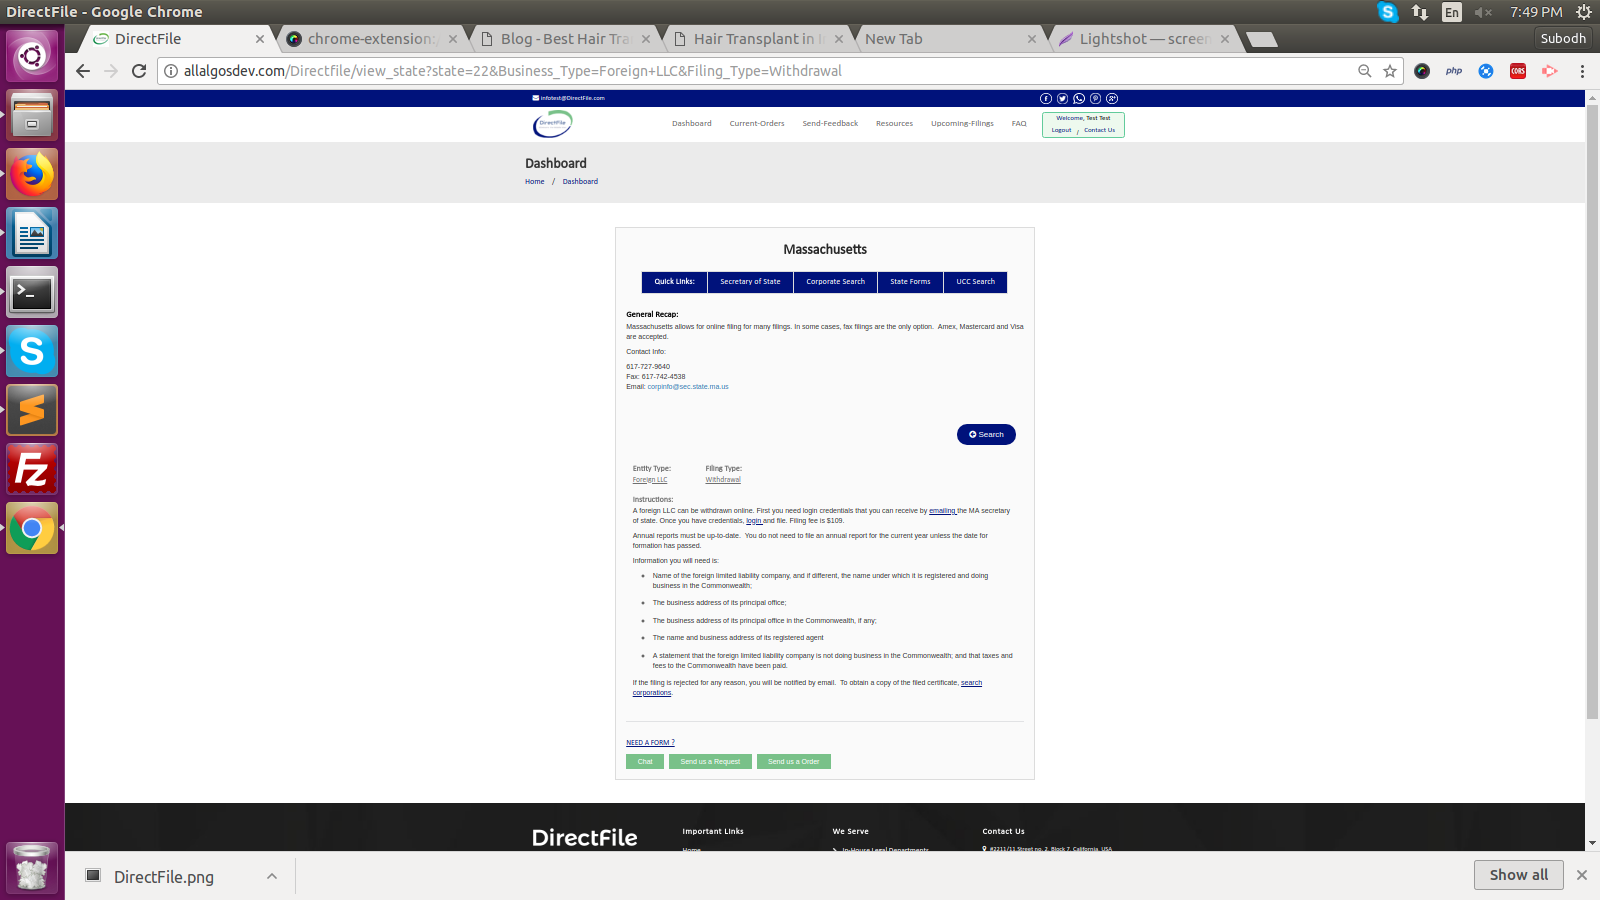 DirectFile - Google Chrome
En
7:49 PM
DirectFile
chrome-extension:
Blog - Best Hair Tra
Hair Transplant in I
New Tab
Lightshot — screen
Subodh
allalgosdev.com/Directfile/view_state?state=22&Business_Type=Foreign+LLC&Filing_Type=Withdrawal
php
CORS
infotest@DirectFile.com
DirectFile
Dashboard
Current-Orders
Send-Feedback
Resources
Upcoming-Filings
FAQ
Welcome, Test Test
Logout / Contact Us
Dashboard
Home / Dashboard
Massachusetts
Quick Links:
Secretary of State
Corporate Search
State Forms
UCC Search
General Recap:
Massachusetts allows for online filing for many filings. In some cases, fax filings are the only option.  Amex, Mastercard and Visa
are accepted.
Contact Info:
617-727-9640
Fax: 617-742-4538
Email: corpinfo@sec.state.ma.us
Search
Entity Type:
Filing Type:
Foreign LLC
Withdrawal
Instructions:
A foreign LLC can be withdrawn online. First you need login credentials that you can receive by emailing the MA secretary
of state. Once you have credentials, login and file. Filing fee is $109.
Annual reports must be up-to-date.  You do not need to file an annual report for the current year unless the date for
formation has passed.
Information you will need is:
Name of the foreign limited liability company, and if different, the name under which it is registered and doing
business in the Commonwealth;
The business address of its principal office;
The business address of its principal office in the Commonwealth, if any;
The name and business address of its registered agent
A statement that the foreign limited liability company is not doing business in the Commonwealth; and that taxes and
fees to the Commonwealth have been paid.
If the filing is rejected for any reason, you will be notified by email.  To obtain a copy of the filed certificate, search
corporations.
NEED A FORM ?
Chat
Send us a Request
Send us a Order
DirectFile
Important Links
We Serve
Contact Us
Home
In-House Legal Departments
#2211/11 Street no. 2, Block 7, California, USA
DirectFile.png
Show all